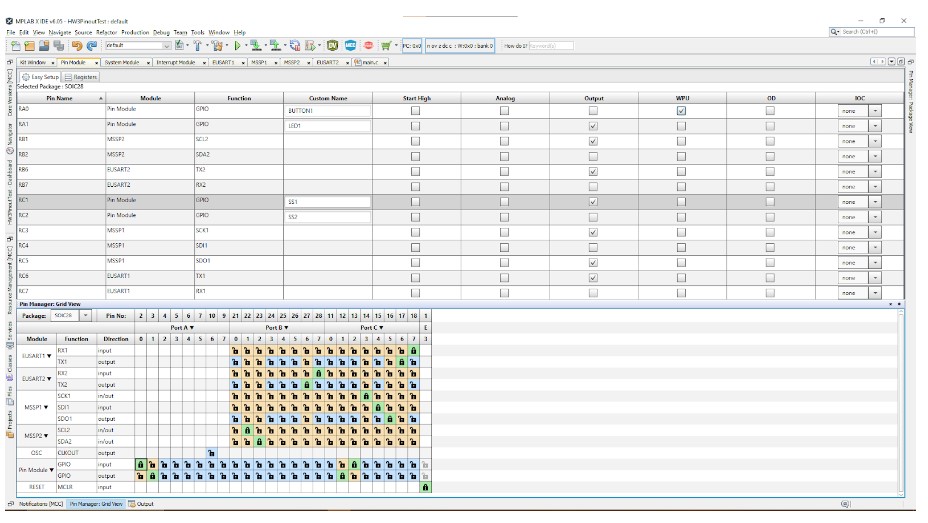 MPLAB X IDE v6.05 - HW3PinoutTest : default
File Edit View Navigate Source Refactor Production Debug Team Tools Window Help
Search (Ctrl+I)
default
PC: 0x0
n ov z dc c : W:0x0 : bank 0
How do I?
Kit Window Pin Module System Module Interrupt Module EUSART1 MSSP1 MSSP2 EUSART2 main.c
Easy Setup Registers
Selected Package : SOIC28
Pin Name Module Function Custom Name Start High Analog Output WPU OD IOC
RA0 Pin Module GPIO BUTTON1 none
RA1 Pin Module GPIO LED1 none
RB1 MSSP2 SCL2 none
RB2 MSSP2 SDA2 none
RB6 EUSART2 TX2 none
RB7 EUSART2 RX2 none
RC1 Pin Module GPIO SS1 none
RC2 Pin Module GPIO SS2 none
RC3 MSSP1 SCK1 none
RC4 MSSP1 SDI1 none
RC5 MSSP1 SDO1 none
RC6 EUSART1 TX1 none
RC7 EUSART1 RX1 none
Pin Manager: Grid View
Package: SOIC28 Pin No: 2 3 4 5 6 7 10 9 21 22 23 24 25 26 27 28 11 12 13 14 15 16 17 18 1
Port A ▼ Port B ▼ Port C ▼ E
Module Function Direction 0 1 2 3 4 5 6 7 0 1 2 3 4 5 6 7 0 1 2 3 4 5 6 7 3
EUSART1 ▼ RX1 input
TX1 output
EUSART2 ▼ RX2 input
TX2 output
MSSP1 ▼ SCK1 in/out
SDI1 input
SDO1 output
MSSP2 ▼ SCL2 in/out
SDA2 in/out
OSC CLKOUT output
Pin Module ▼ GPIO input
GPIO output
RESET MCLR input
Notifications [MCC] Pin Manager: Grid View Output
Pin Manager: Package View
Navigator
Dashboard
HW3PinoutTest
Resource Management [MCC]
Services
Classes
Files
Projects